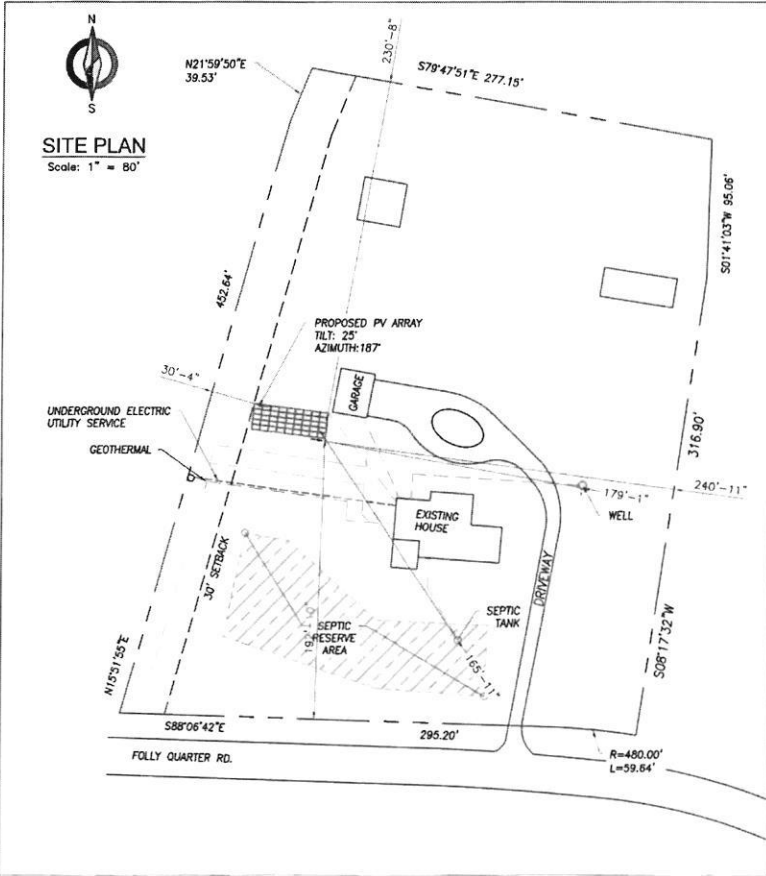 N
S
SITE PLAN
Scale: 1" = 80'
N21°59'50"E
39.53'
230'-8"
S79°47'51"E 277.15'
S01°41'03"W 95.06'
452.64'
PROPOSED PV ARRAY
TILT: 25°
AZIMUTH:187°
30'-4"
GARAGE
UNDERGROUND ELECTRIC
UTILITY SERVICE
GEOTHERMAL
316.90'
240'-11"
179'-1"
WELL
EXISTING
HOUSE
DRIVEWAY
30' SETBACK
SEPTIC
TANK
SEPTIC
RESERVE
AREA
165'-11"
N15°51'55"E
S08°17'32"W
S88°06'42"E
295.20'
FOLLY QUARTER RD.
R=480.00'
L=59.64'